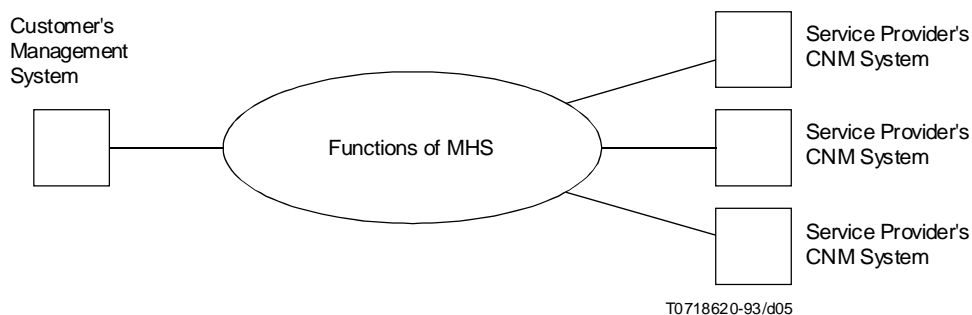 Customer's
Management
System
Functions of MHS
Service Provider's
CNM System
Service Provider's
CNM System
Service Provider's
CNM System
T0718620-93/d05